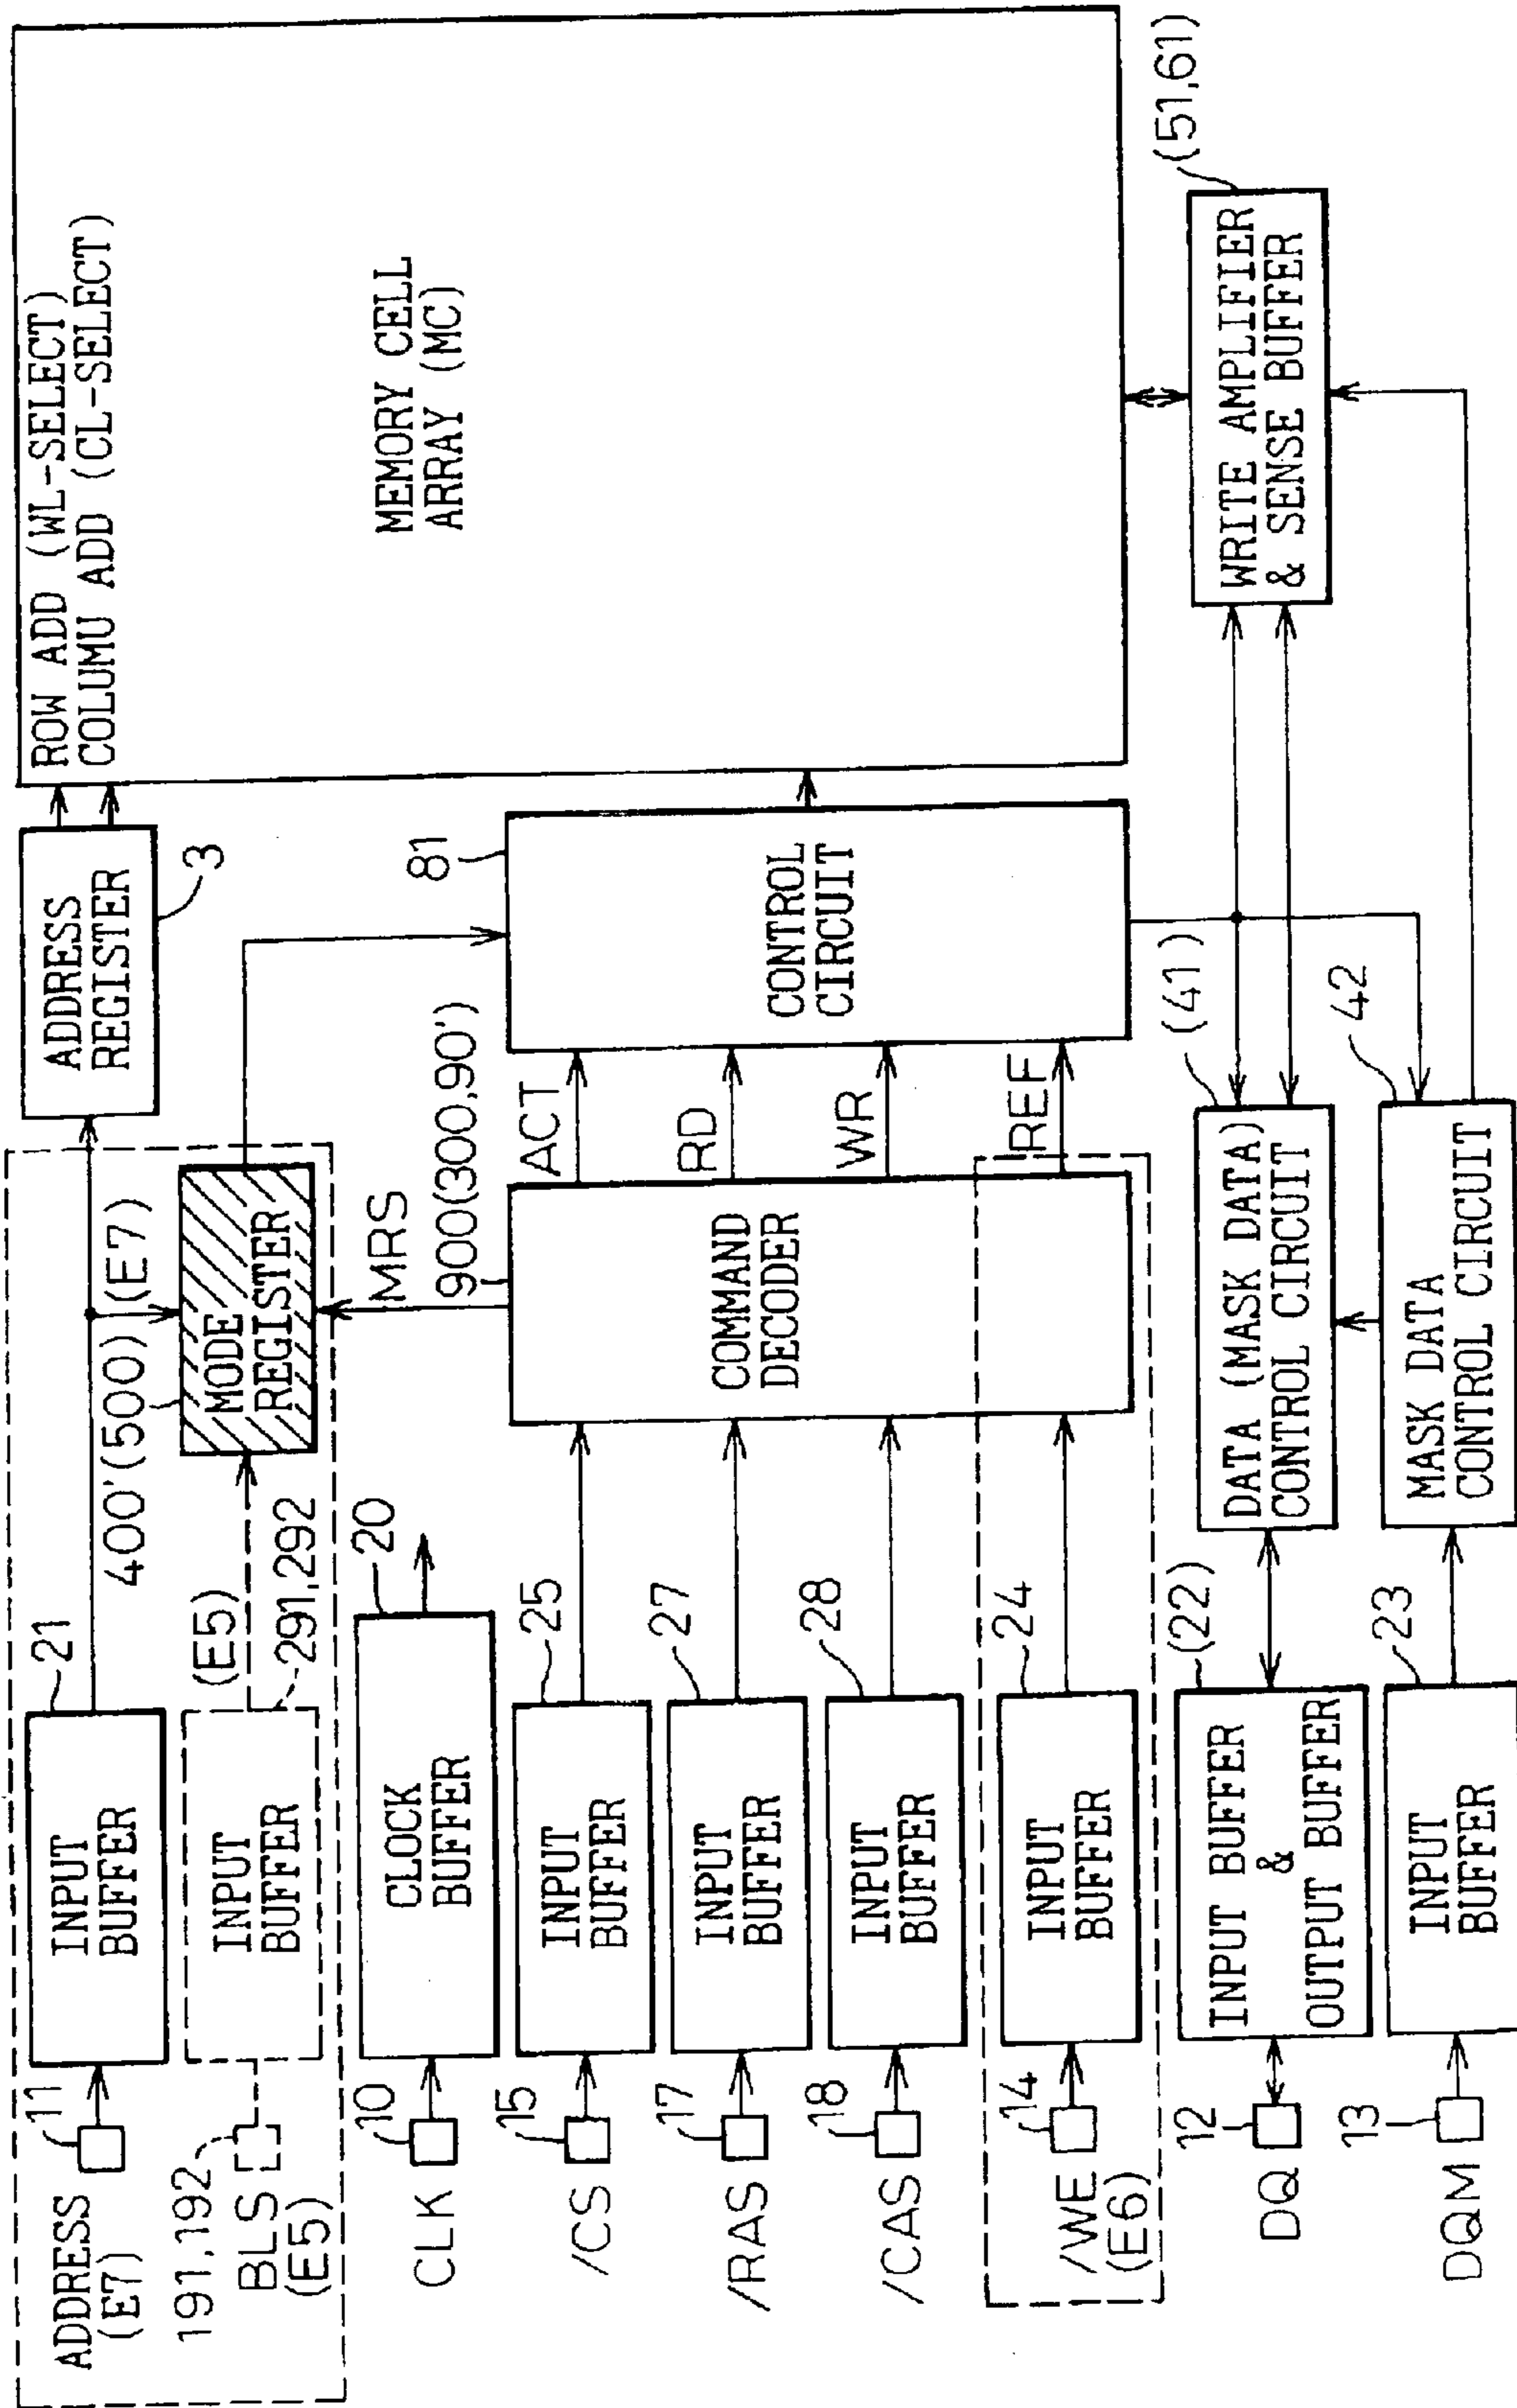 ADDRESS
(E7)
11
INPUT
BUFFER
21
400'(500)
(E7)
ADDRESS
REGISTER
3
ROW ADD (WL-SELECT)
COLUMU ADD (CL-SELECT)
191,192
BLS
(E5)
INPUT
BUFFER
(E5)
291,292
MODE
REGISTER
MRS
CLK
10
CLOCK
BUFFER
20
900(300,90')
81
/CS
15
INPUT
BUFFER
25
ACT
/RAS
17
INPUT
BUFFER
27
COMMAND
DECODER
RD
CONTROL
CIRCUIT
MEMORY CELL
ARRAY (MC)
/CAS
18
INPUT
BUFFER
28
WR
/WE
(E6)
14
INPUT
BUFFER
24
REF
DQ
12
INPUT BUFFER
&
OUTPUT BUFFER
(22)
DATA (MASK DATA)
CONTROL CIRCUIT
(41)
WRITE AMPLIFIER
& SENSE BUFFER
(51,61)
DQM
13
INPUT
BUFFER
23
MASK DATA
CONTROL CIRCUIT
42